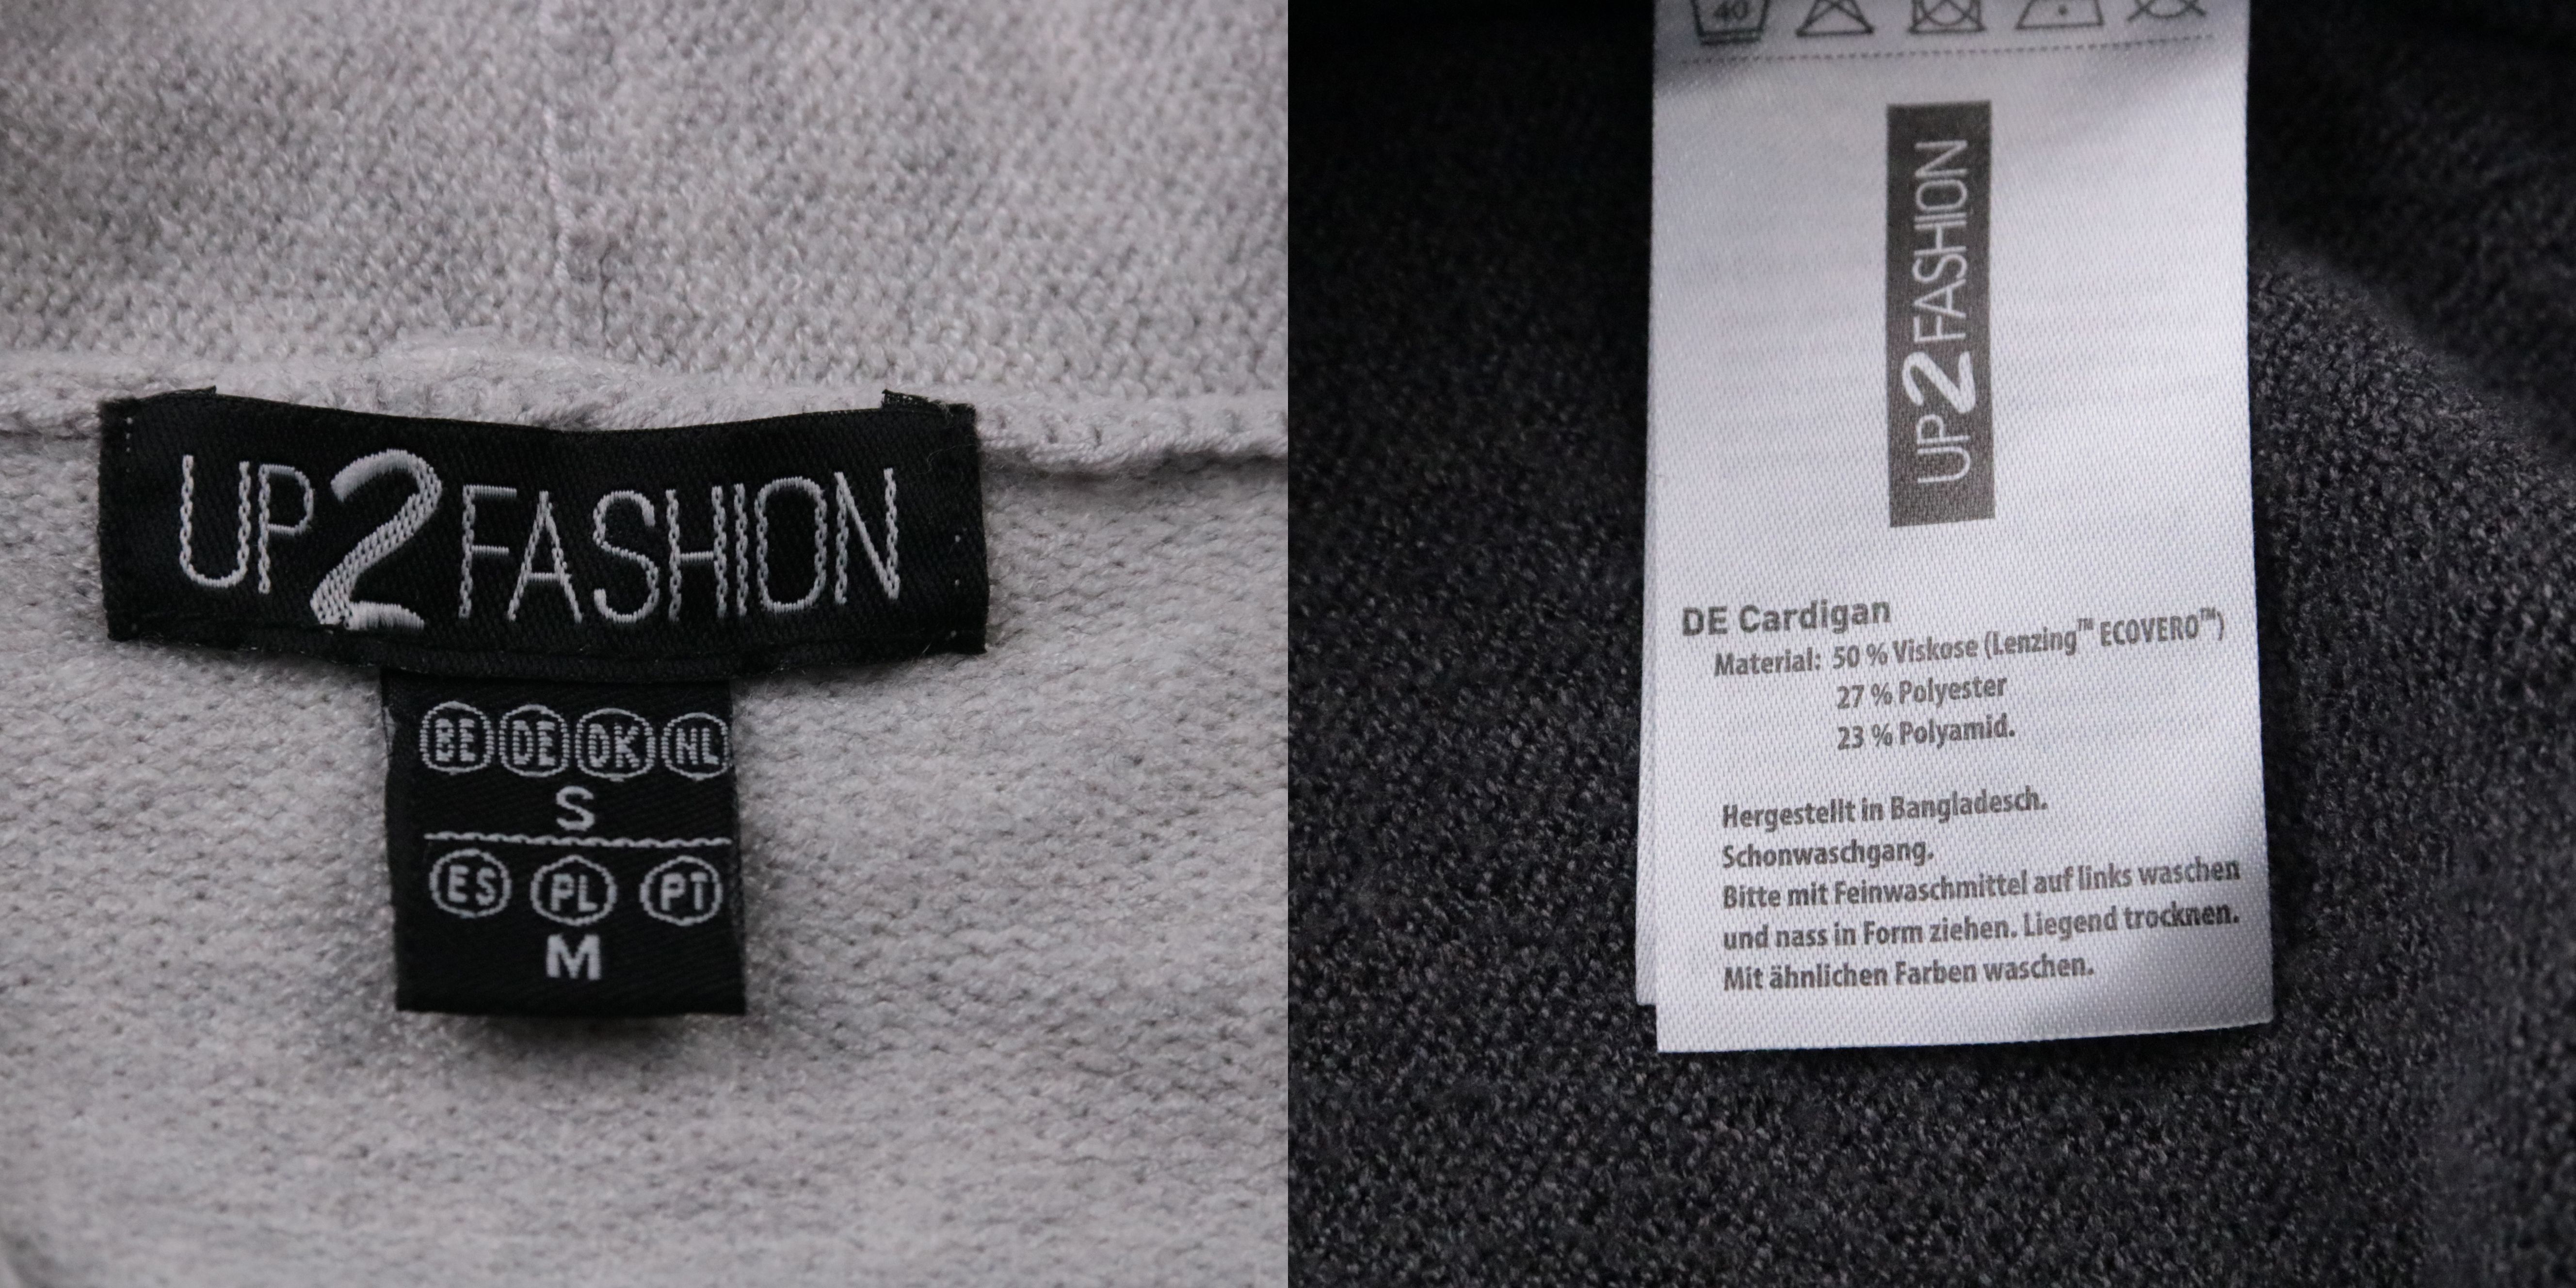 UP2FASHION
BE DE DK NL
S
ES PL PT
M
40
UP2FASHION
DE Cardigan
Material: 50 % Viskose (Lenzing™ ECOVERO™)
27 % Polyester
23 % Polyamid.
Hergestellt in Bangladesch.
Schonwaschgang.
Bitte mit Feinwaschmittel auf links waschen
und nass in Form ziehen. Liegend trocknen.
Mit ähnlichen Farben waschen.